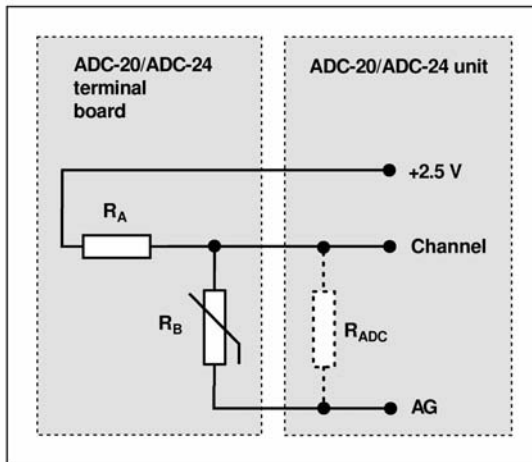 ADC-20/ADC-24
terminal
board
ADC-20/ADC-24 unit
+2.5 V
RA
Channel
RB
RADC
AG